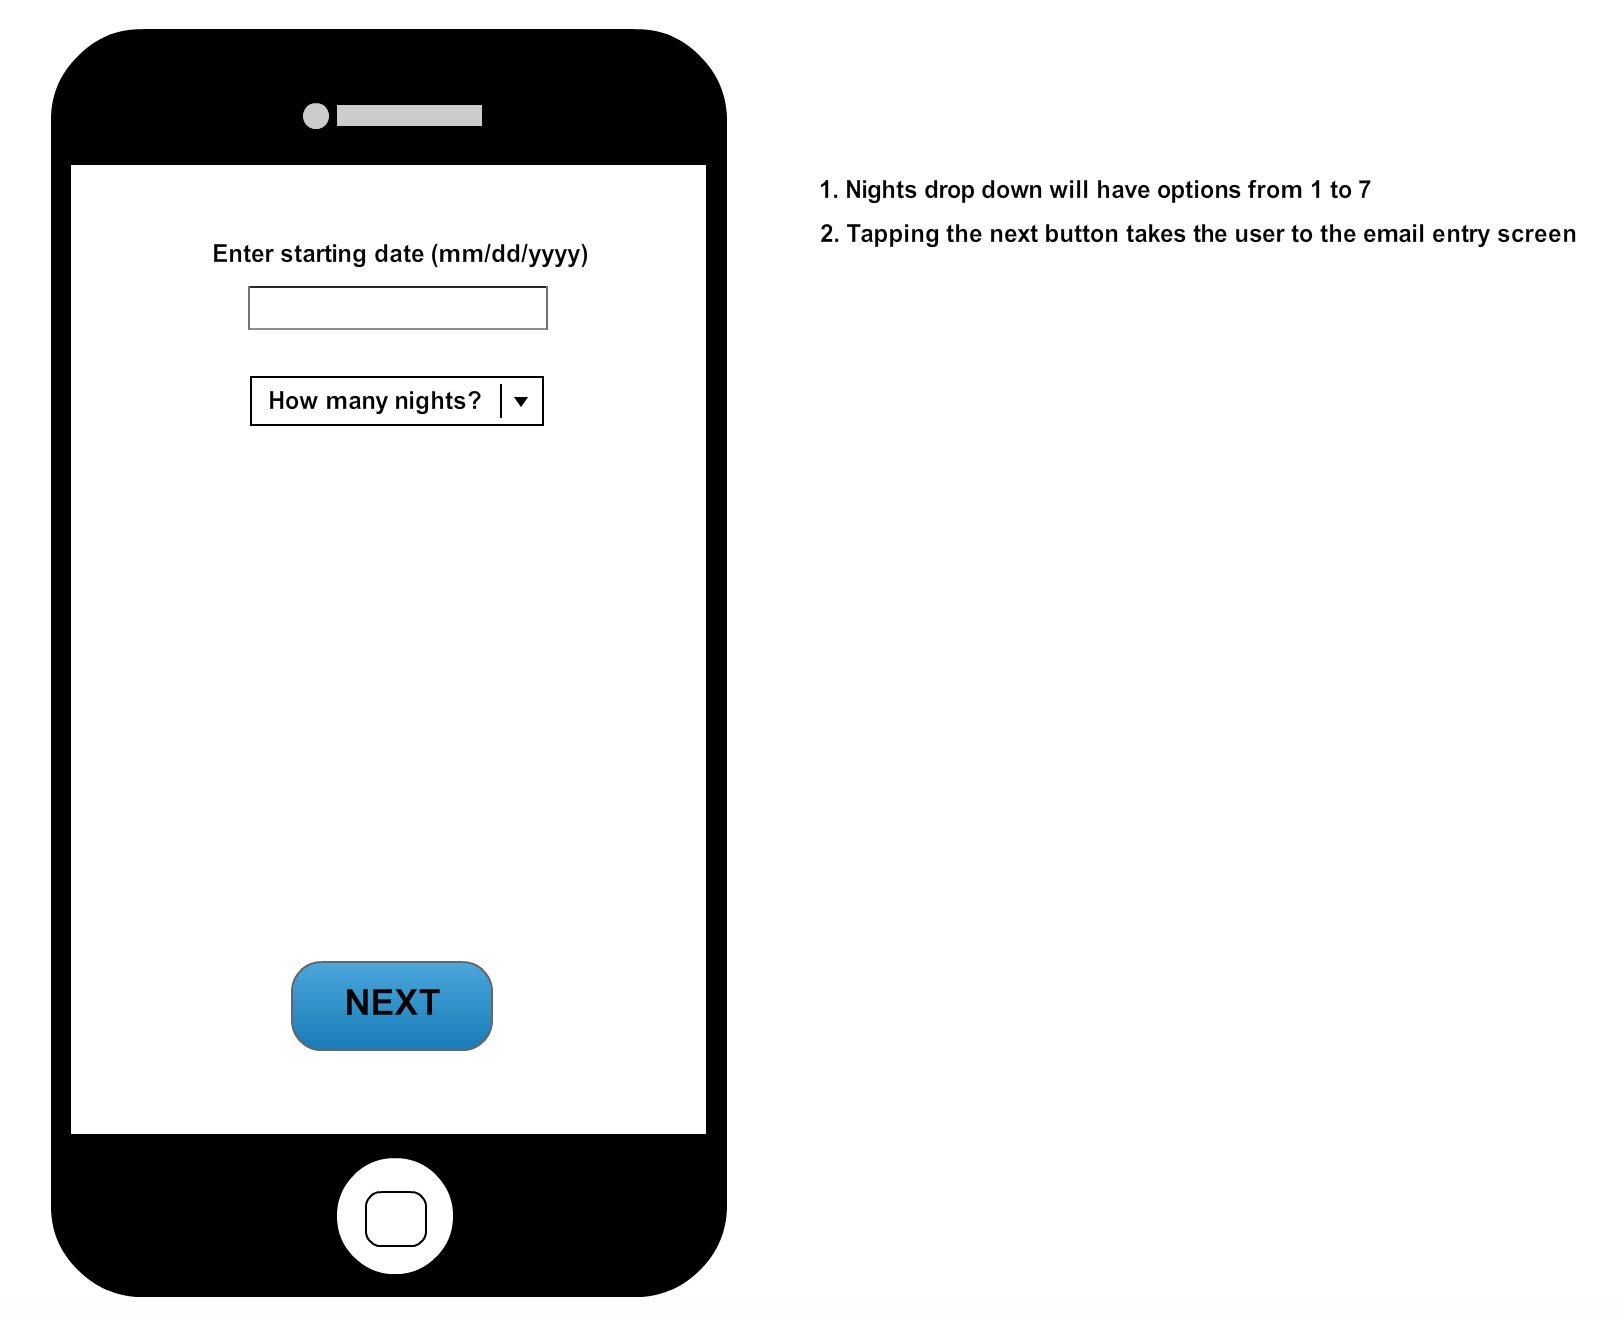 Enter starting date (mm/dd/yyyy)
How many nights?
NEXT
1. Nights drop down will have options from 1 to 7
2. Tapping the next button takes the user to the email entry screen